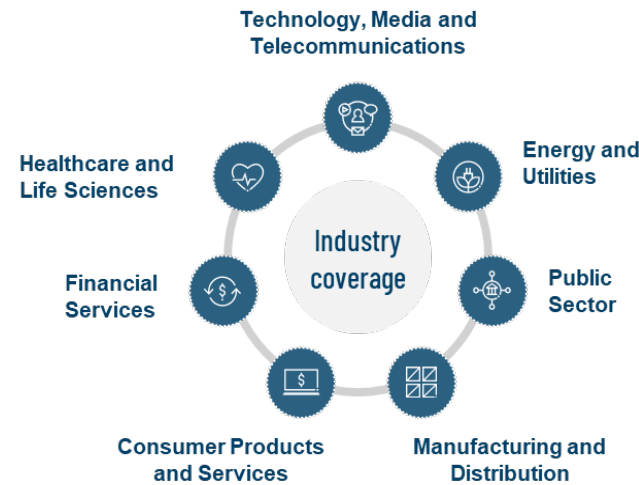 Technology, Media and
Telecommunications
Healthcare and
Life Sciences
Energy and
Utilities
Industry
coverage
Financial
Services
$
Public
Sector
$
Consumer Products
and Services
Manufacturing and
Distribution